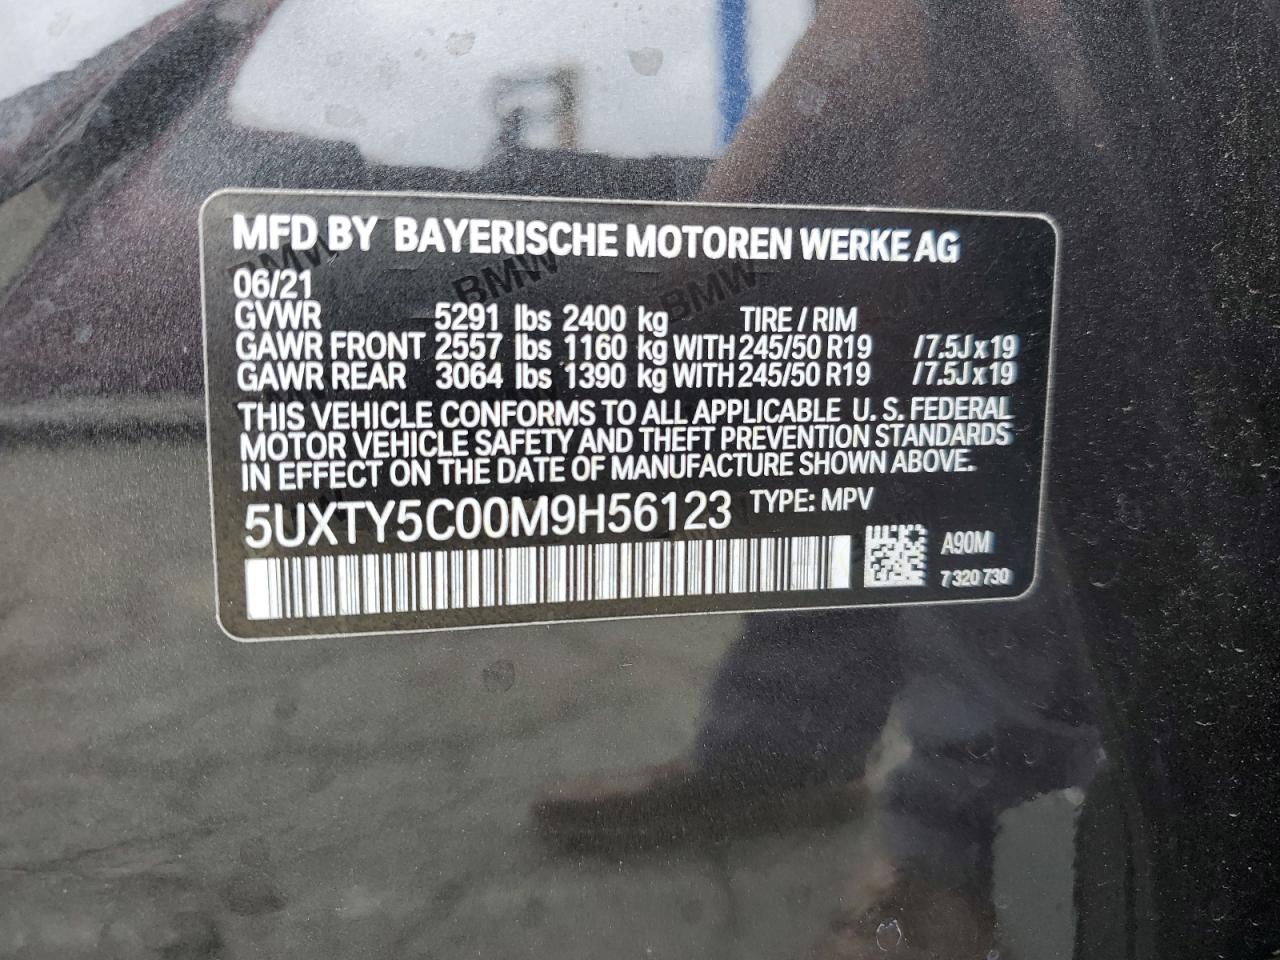 MFD BY BAYERISCHE MOTOREN WERKE AG
06/21
GVWR 5291 lbs 2400 kg TIRE / RIM
GAWR FRONT 2557 lbs 1160 kg WITH 245/50 R19 /7.5J x 19
GAWR REAR 3064 lbs 1390 kg WITH 245/50 R19 /7.5J x 19
THIS VEHICLE CONFORMS TO ALL APPLICABLE U. S. FEDERAL
MOTOR VEHICLE SAFETY AND THEFT PREVENTION STANDARDS
IN EFFECT ON THE DATE OF MANUFACTURE SHOWN ABOVE.
5UXTY5C00M9H56123 TYPE: MPV
A90M
7 320 730
BMW BMW BMW